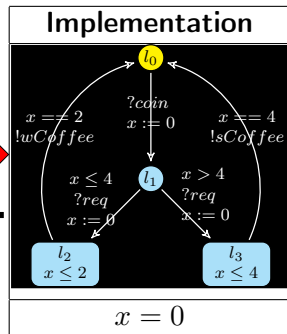 Implementation
l₀
?coin
x := 0
x == 2
!wCoffee
x == 4
!sCoffee
l₁
x ≤ 4
?req
x := 0
x > 4
?req
x := 0
l₂
x ≤ 2
l₃
x ≤ 4
x = 0